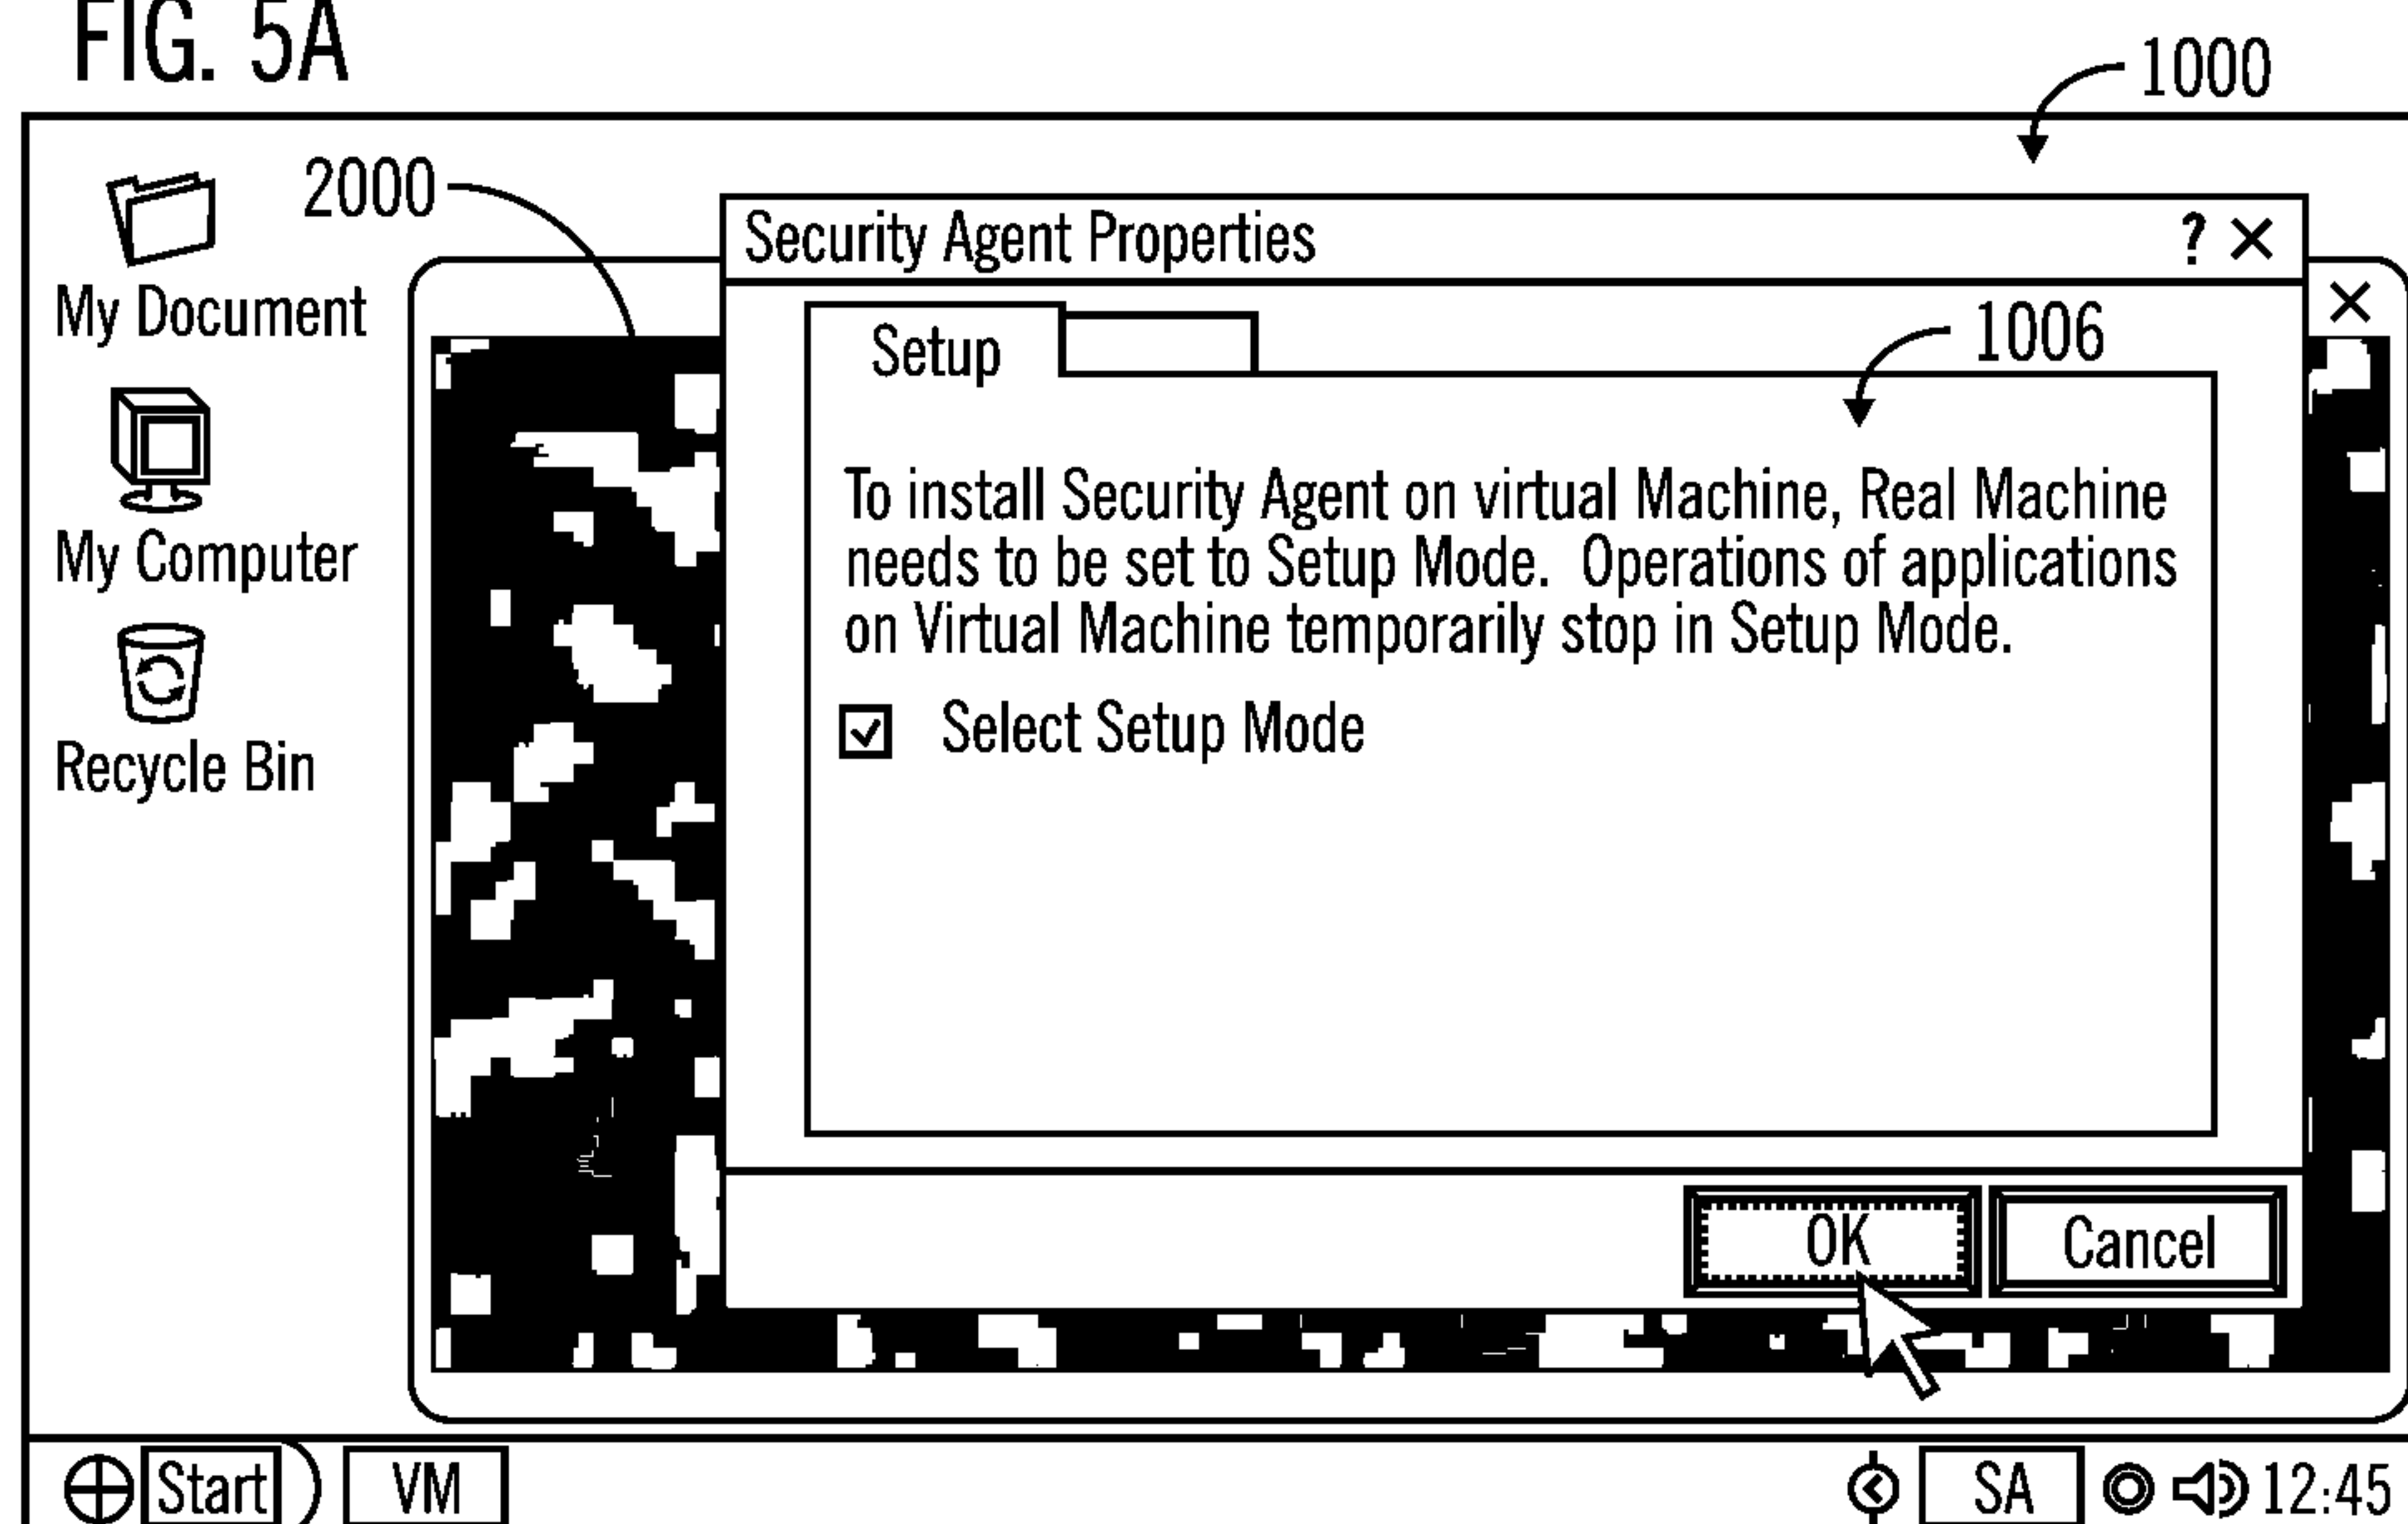 FIG. 5A
1000
2000
Security Agent Properties ? ×
My Document
×
Setup
1006
To install Security Agent on virtual Machine, Real Machine
needs to be set to Setup Mode. Operations of applications
on Virtual Machine temporarily stop in Setup Mode.
My Computer
Select Setup Mode
Recycle Bin
OK
Cancel
Start
VM
SA
12:45